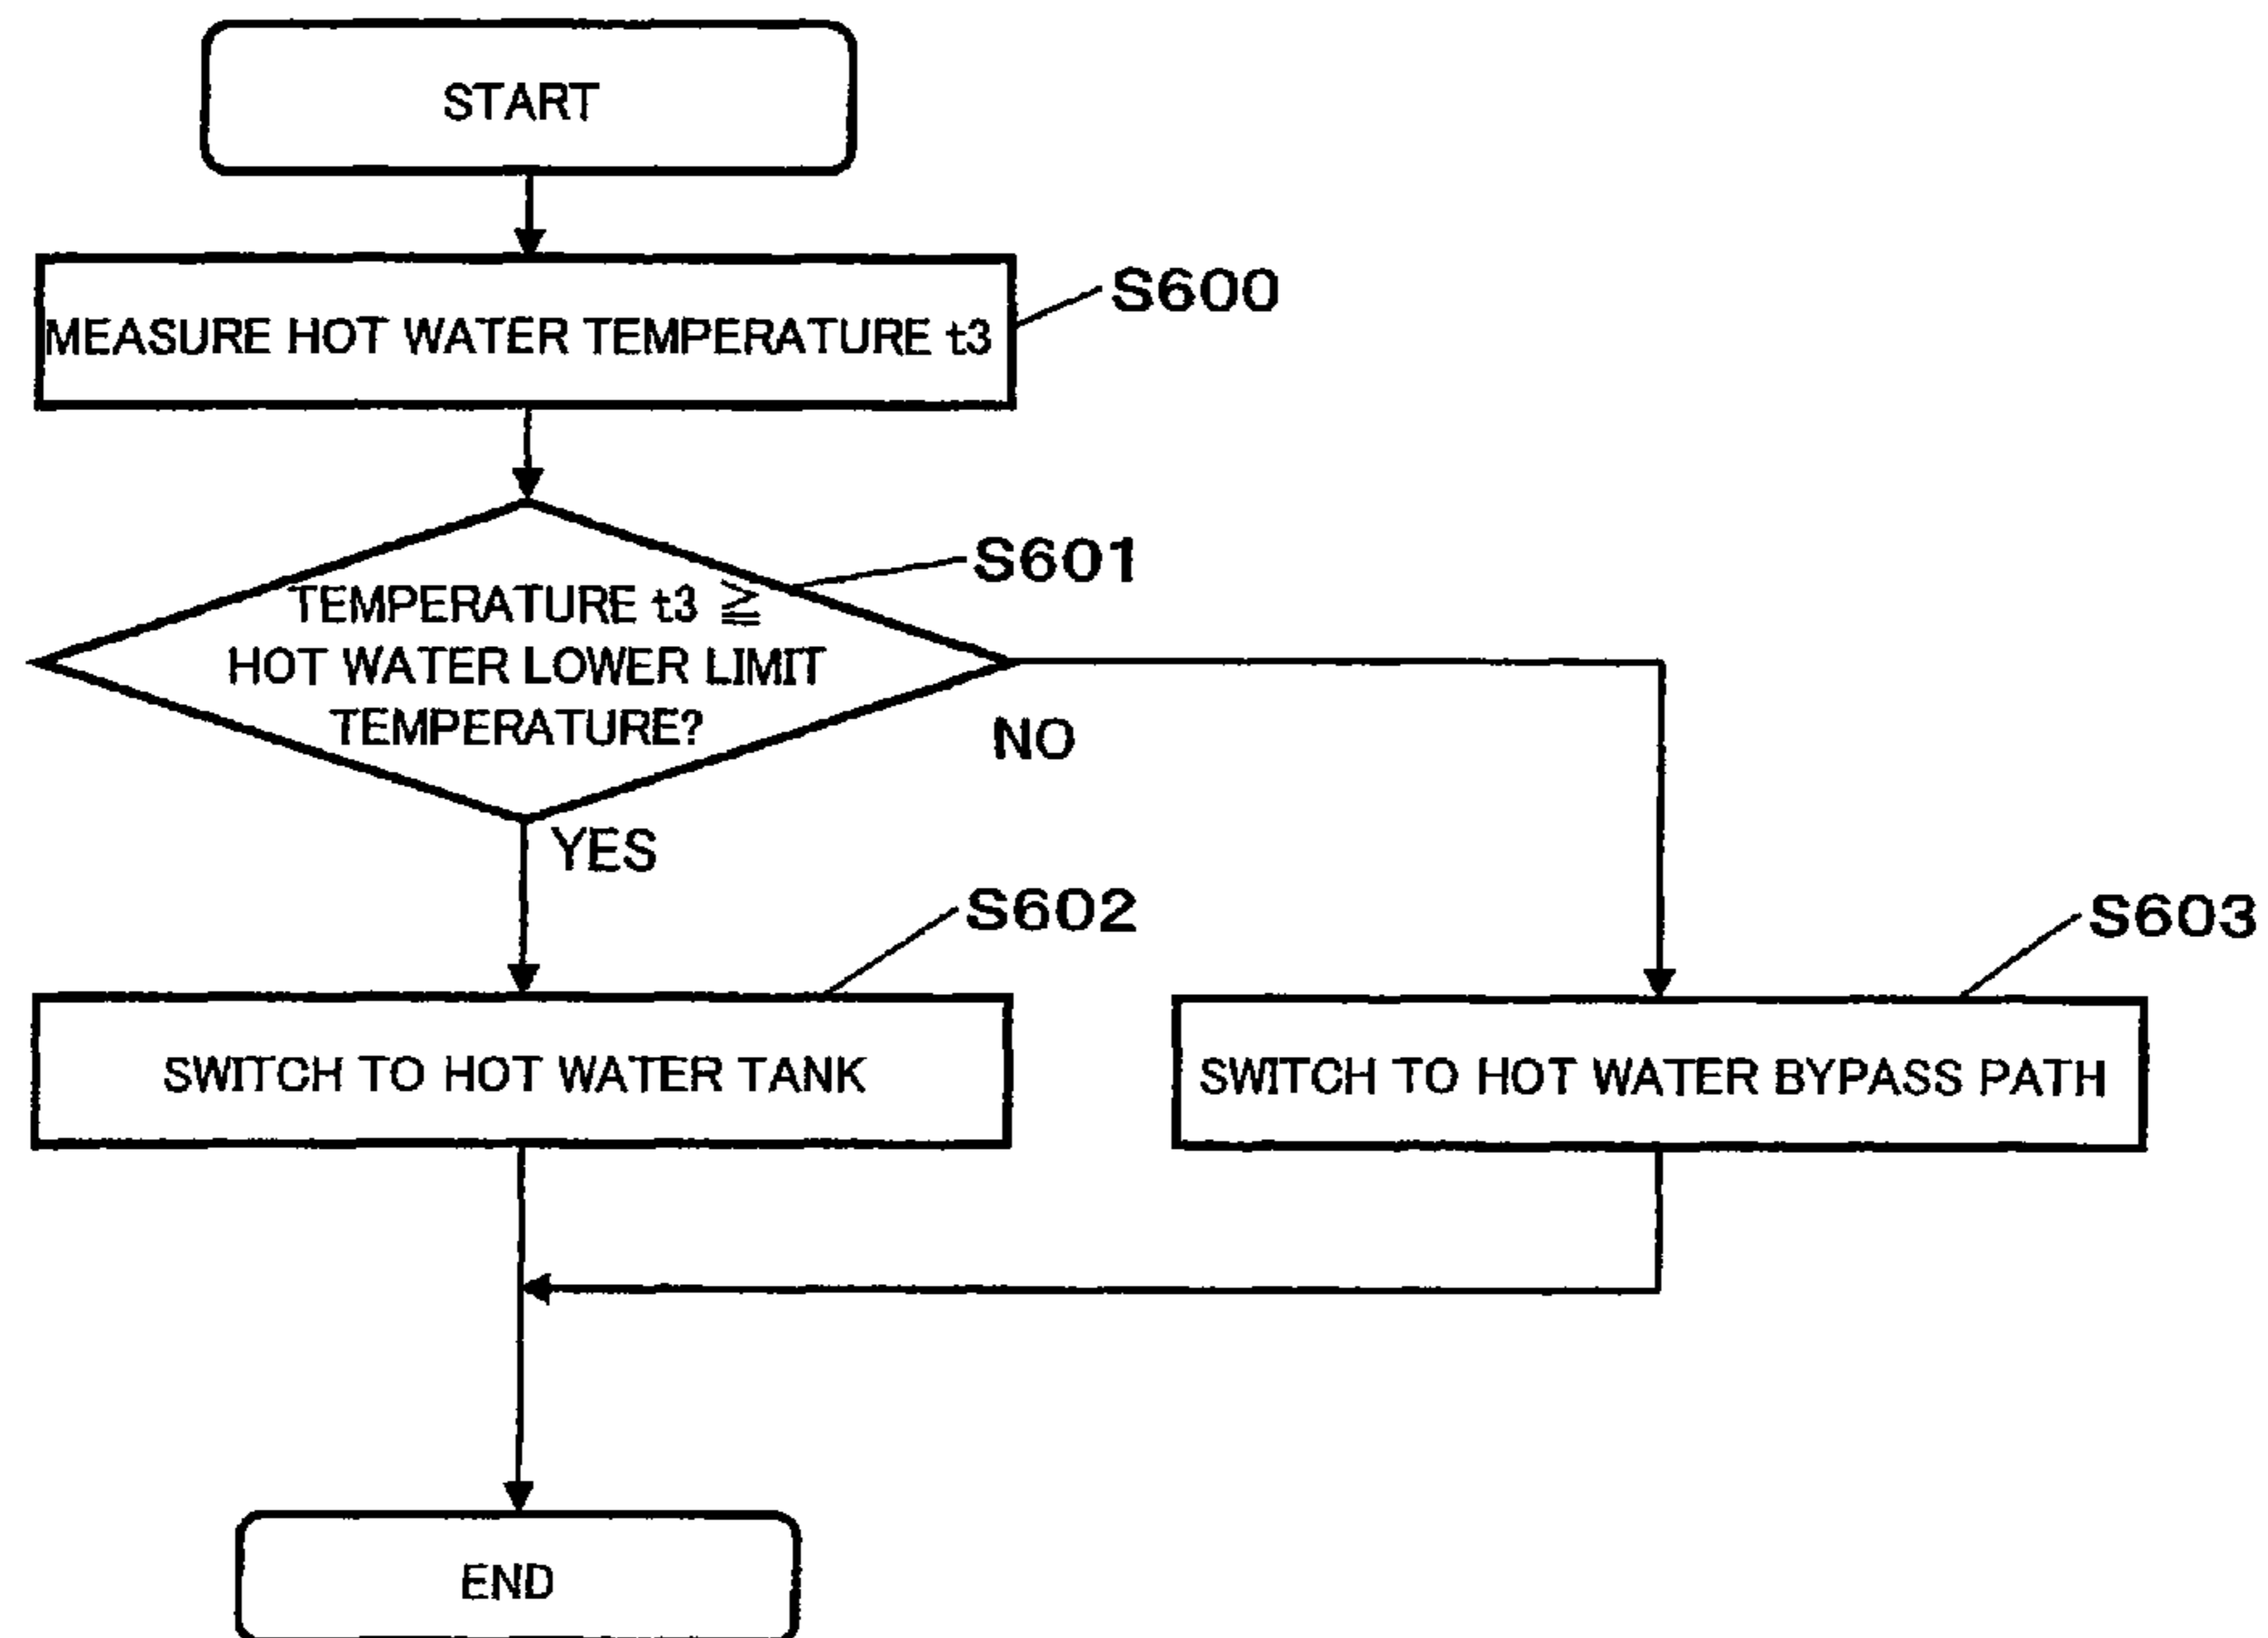 START
MEASURE HOT WATER TEMPERATURE t3
S600
S601
TEMPERATURE t3 ≧
HOT WATER LOWER LIMIT
TEMPERATURE?
NO
YES
S602
S603
SWITCH TO HOT WATER TANK
SWITCH TO HOT WATER BYPASS PATH
END